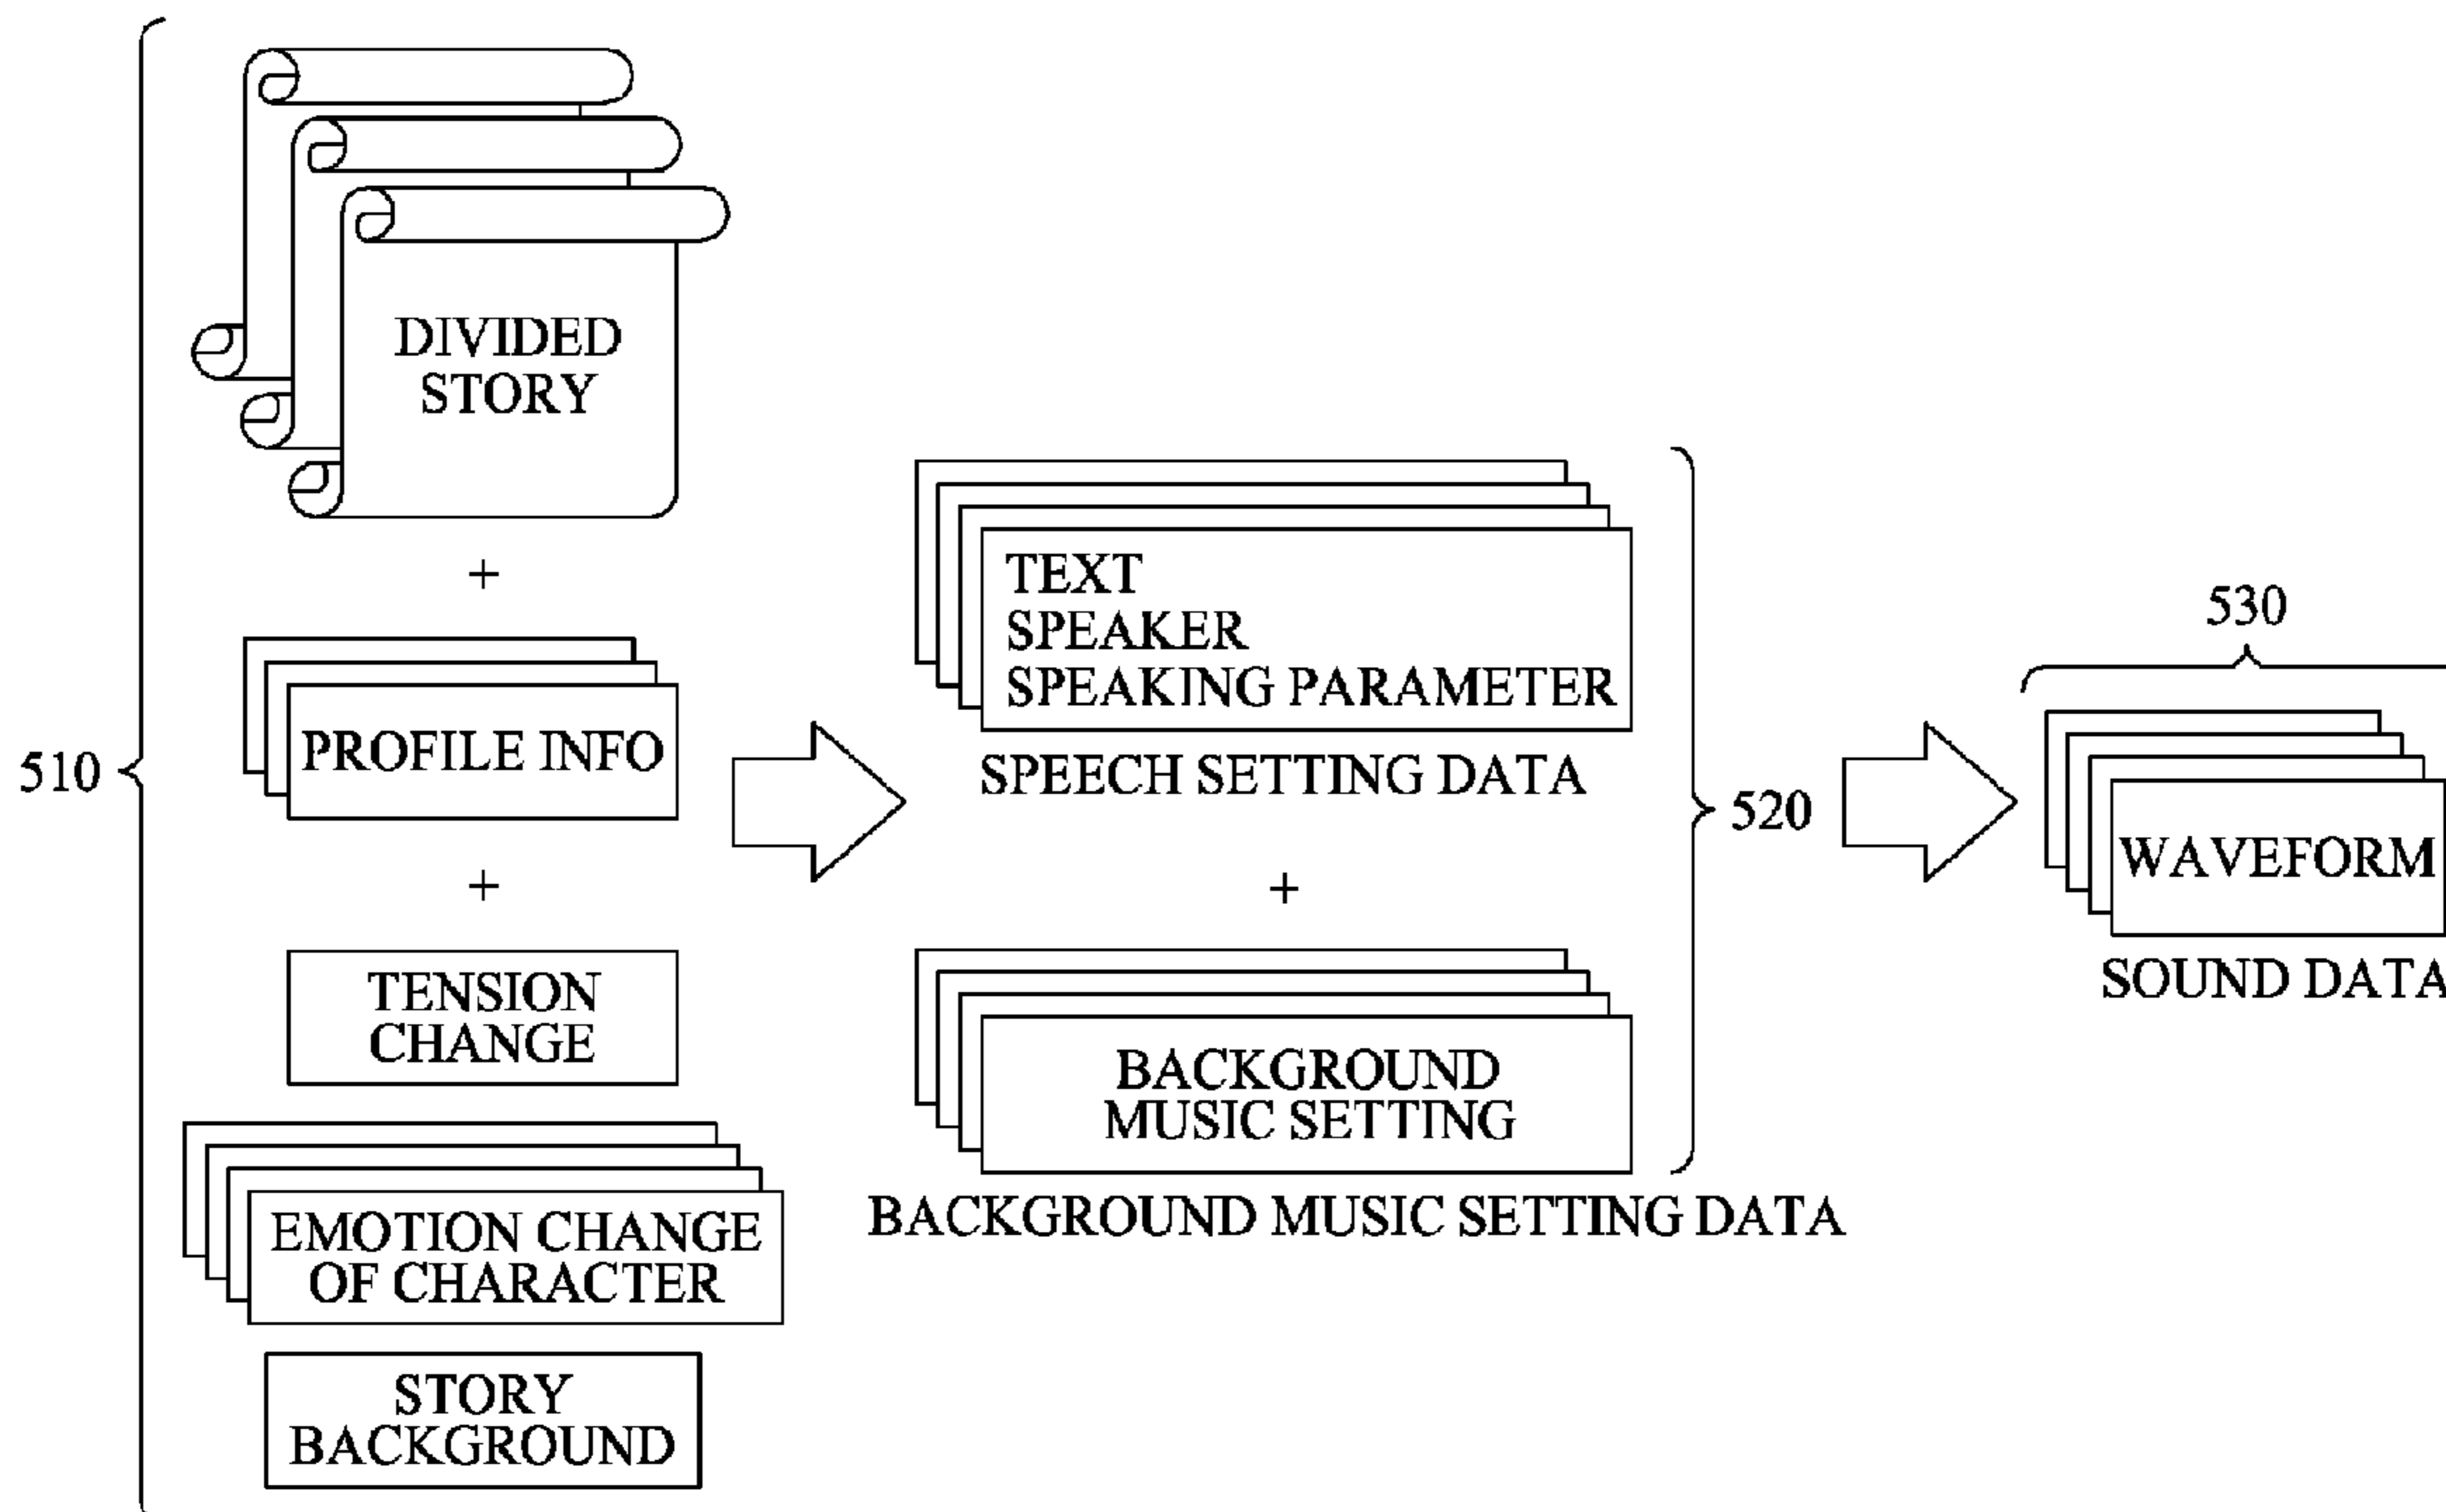 DIVIDED
STORY
+
PROFILE INFO
510
+
TENSION
CHANGE
EMOTION CHANGE
OF CHARACTER
STORY
BACKGROUND
TEXT
SPEAKER
SPEAKING PARAMETER
SPEECH SETTING DATA
520
+
BACKGROUND
MUSIC SETTING
BACKGROUND MUSIC SETTING DATA
530
WAVEFORM
SOUND DATA